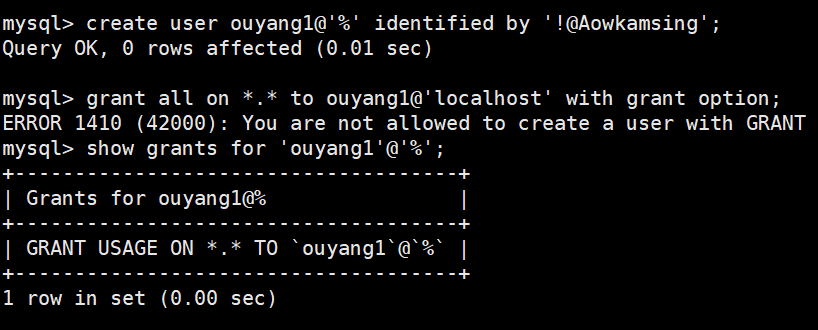 mysql> create user ouyang1@'%' identified by '!@Aowkamsing';
Query OK, 0 rows affected (0.01 sec)

mysql> grant all on *.* to ouyang1@'localhost' with grant option;
ERROR 1410 (42000): You are not allowed to create a user with GRANT
mysql> show grants for 'ouyang1'@'%';
+-------------------------------------+
| Grants for ouyang1@%                |
+-------------------------------------+
| GRANT USAGE ON *.* TO `ouyang1`@`%` |
+-------------------------------------+
1 row in set (0.00 sec)